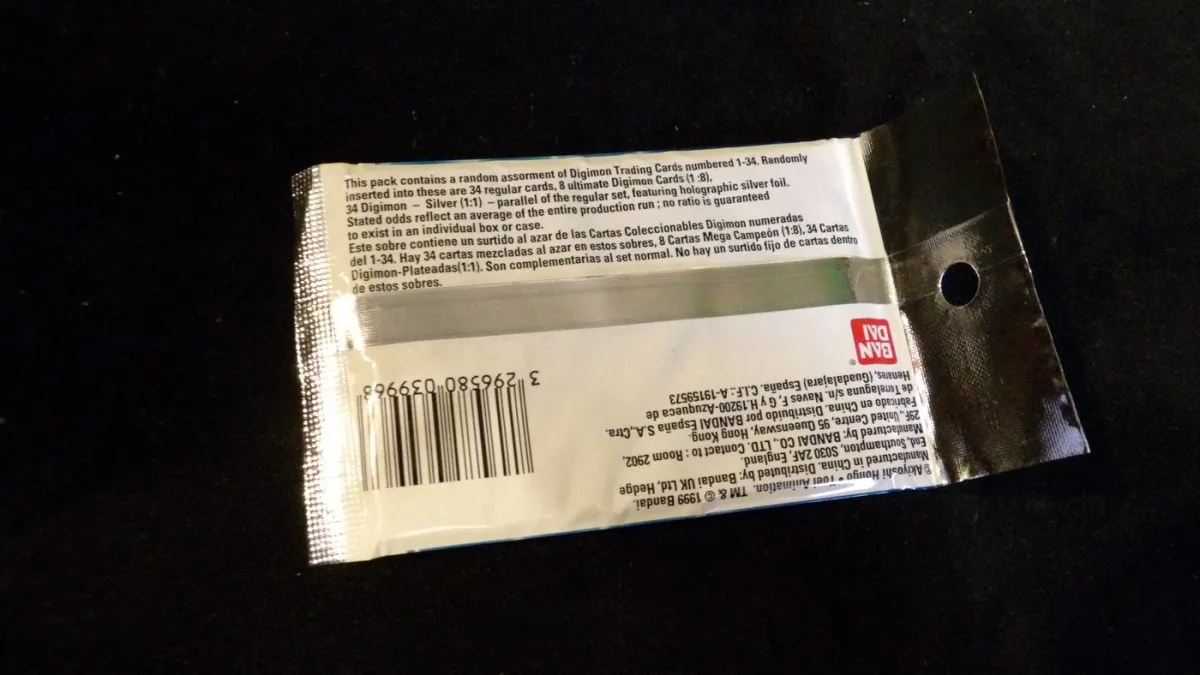 This pack contains a random assorment of Digimon Trading Cards numbered 1-34. Randomly
inserted into these are 34 regular cards, 8 ultimate Digimon Cards (1 :8),
34 Digimon – Silver (1:1) – parallel of the regular set, featuring holographic silver foil.
Stated odds reflect an average of the entire production run ; no ratio is guaranteed
to exist in an individual box or case.
Este sobre contiene un surtido al azar de las Cartas Coleccionables Digimon numeradas
del 1-34. Hay 34 cartas mezcladas al azar en estos sobres, 8 Cartas Mega Campeón (1:8), 34 Cartas
Digimon-Plateadas(1:1). Son complementarias al set normal. No hay un surtido fijo de cartas dentro
de estos sobres.
© Akiyoshi Hongo • Toei Animation. TM & © 1999 Bandai.
Manufactured in China. Distributed by: Bandai UK Ltd, Hedge
End, Southampton, S030 2AF, England.
Manufactured by: BANDAI CO., LTD. Contact to : Room 2902,
29F., United Centre, 95 Queensway, Hong Kong.
Fabricado en China. Distribuido por BANDAI España S.A.,Ctra.
de Torrelaguna s/n. Naves F, G y H.19200-Azuqueca de
Henares, (Guadalajara) España. C.I.F.: A-19159573
BAN
DAI
®
3 296580 039968